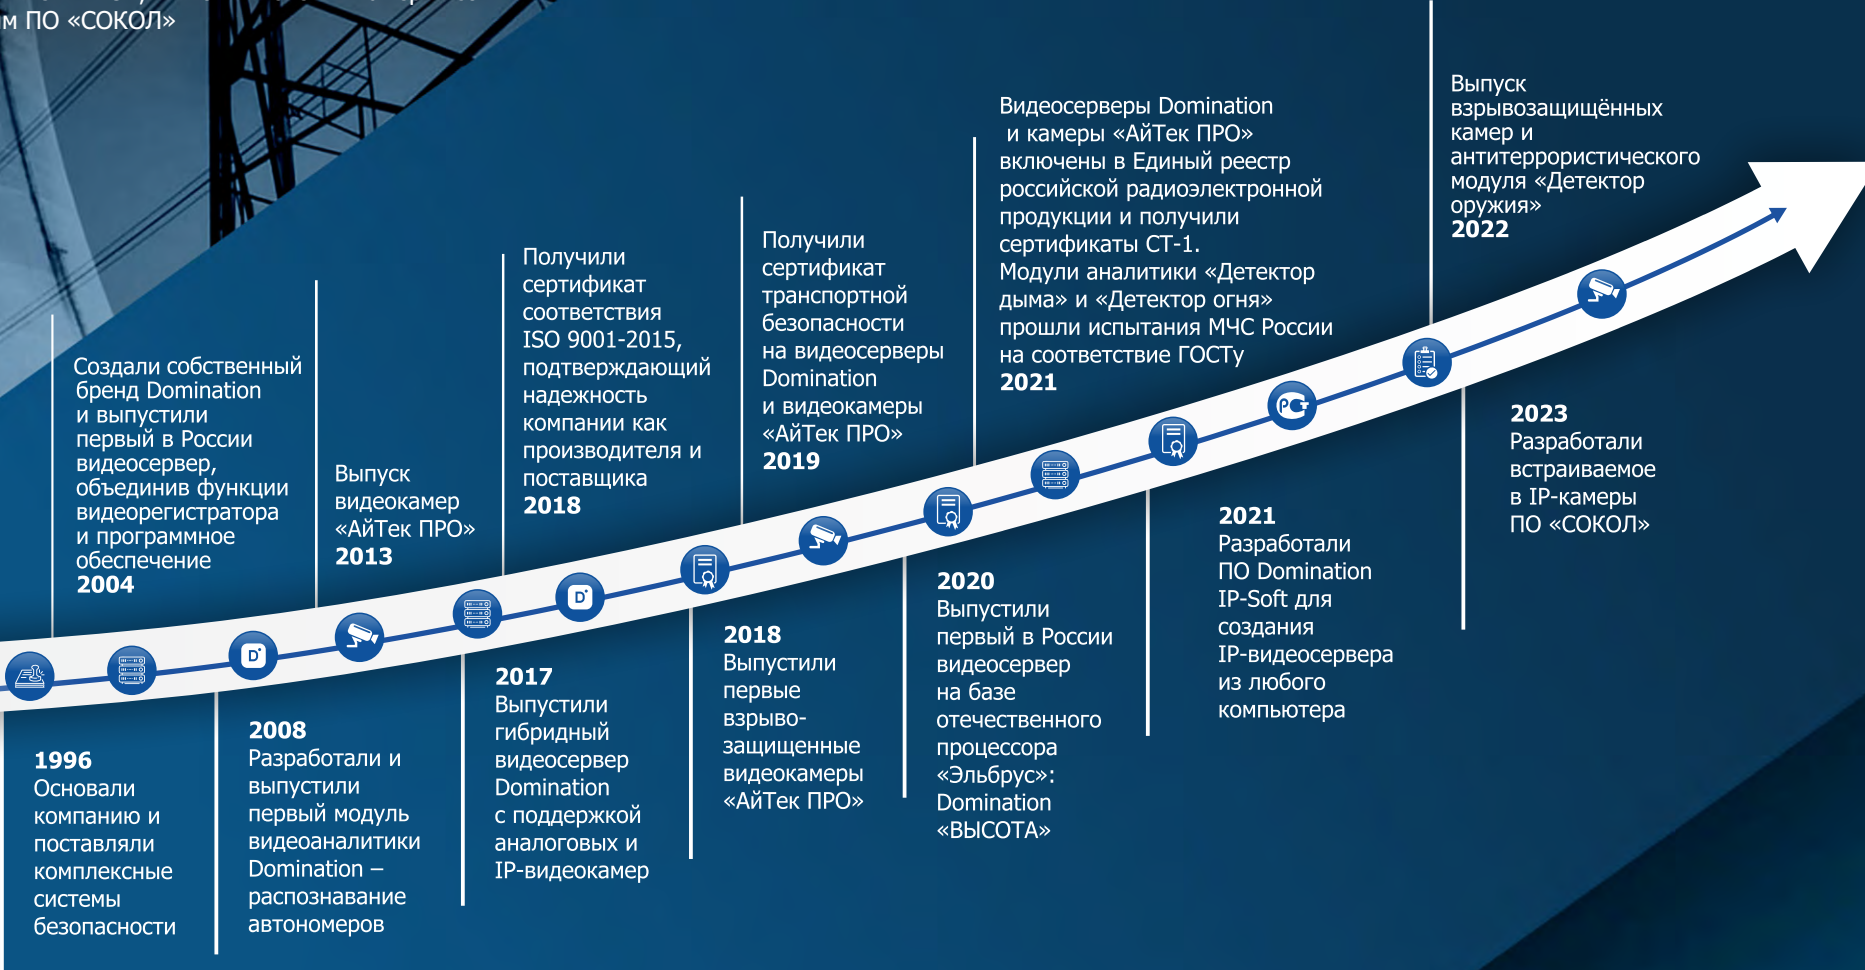 м ПО «СОКОЛ»
1996
Основали
компанию и
поставляли
комплексные
системы
безопасности
Создали собственный
бренд Domination
и выпустили
первый в России
видеосервер,
объединив функции
видеорегистратора
и программное
обеспечение
2004
2008
Разработали и
выпустили
первый модуль
видеоаналитики
Domination –
распознавание
автономеров
Выпуск
видеокамер
«АйТек ПРО»
2013
2017
Выпустили
гибридный
видеосервер
Domination
с поддержкой
аналоговых и
IP-видеокамер
Получили
сертификат
соответствия
ISO 9001-2015,
подтверждающий
надежность
компании как
производителя и
поставщика
2018
2018
Выпустили
первые
взрыво-
защищенные
видеокамеры
«АйТек ПРО»
Получили
сертификат
транспортной
безопасности
на видеосерверы
Domination
и видеокамеры
«АйТек ПРО»
2019
2020
Выпустили
первый в России
видеосервер
на базе
отечественного
процессора
«Эльбрус»:
Domination
«ВЫСОТА»
Видеосерверы Domination
и камеры «АйТек ПРО»
включены в Единый реестр
российской радиоэлектронной
продукции и получили
сертификаты СТ-1.
Модули аналитики «Детектор
дыма» и «Детектор огня»
прошли испытания МЧС России
на соответствие ГОСТу
2021
2021
Разработали
ПО Domination
IP-Soft для
создания
IP-видеосервера
из любого
компьютера
Выпуск
взрывозащищённых
камер и
антитеррористического
модуля «Детектор
оружия»
2022
2023
Разработали
встраиваемое
в IP-камеры
ПО «СОКОЛ»
D
D